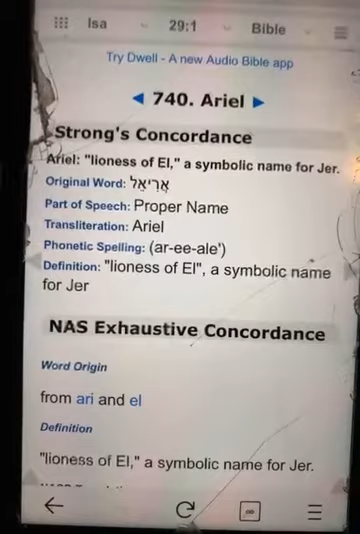 Isa 29:1 Bible
Try Dwell - A new Audio Bible app
◀ 740. Ariel ▶
Strong's Concordance
Ariel: "lioness of El," a symbolic name for Jer.
Original Word: אֲרִיאֵל
Part of Speech: Proper Name
Transliteration: Ariel
Phonetic Spelling: (ar-ee-ale')
Definition: "lioness of El", a symbolic name
for Jer
NAS Exhaustive Concordance
Word Origin
from ari and el
Definition
"lioness of El," a symbolic name for Jer.